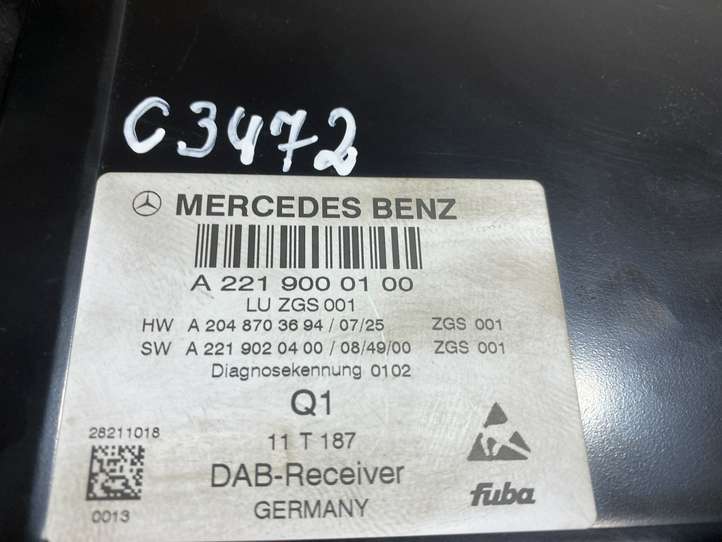 C3472
MERCEDES BENZ
A 221 900 01 00
LU ZGS 001
HW A 204 870 36 94 / 07/25 ZGS 001
SW A 221 902 04 00 / 08/49/00 ZGS 001
Diagnosekennung 0102
Q1
28211018
11 T 187
DAB-Receiver
fuba
0013
GERMANY